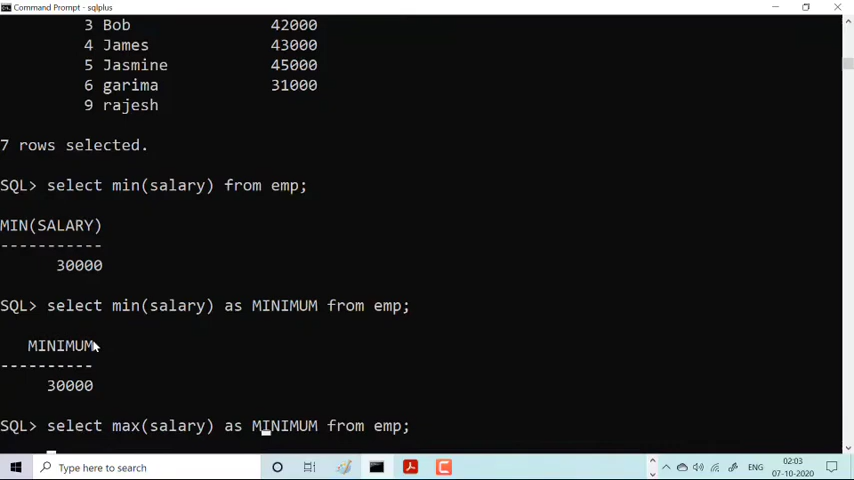 Command Prompt - sqlplus
3 Bob 42000
4 James 43000
5 Jasmine 45000
6 garima 31000
9 rajesh
7 rows selected.
SQL> select min(salary) from emp;
MIN(SALARY)
-----------
30000
SQL> select min(salary) as MINIMUM from emp;
MINIMUM
----------
30000
SQL> select max(salary) as MINIMUM from emp;
Type here to search
ENG
02:03
07-10-2020